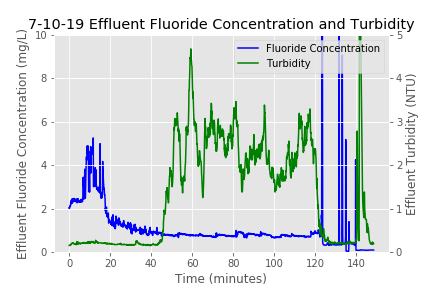 7-10-19 Effluent Fluoride Concentration and Turbidity
Effluent Fluoride Concentration (mg/L)
10
8
6
4
2
0
Fluoride Concentration
Turbidity
5
4
3
2
1
0
Effluent Turbidity (NTU)
0 20 40 60 80 100 120 140
Time (minutes)